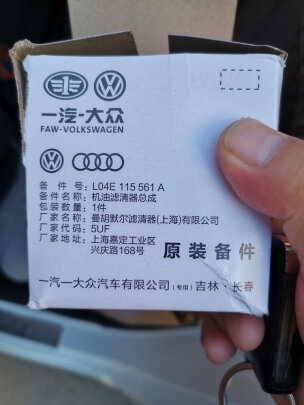 一汽-大众
FAW-VOLKSWAGEN
备 件 号: L04E 115 561 A
备件名称: 机油滤清器总成
包装数量: 1件
厂家名称: 曼胡默尔滤清器(上海)有限公司
厂家代码: 5UF
厂家地址: 上海嘉定工业区
兴庆路168号
原装备件
一汽一大众汽车有限公司(专用)吉林·长春